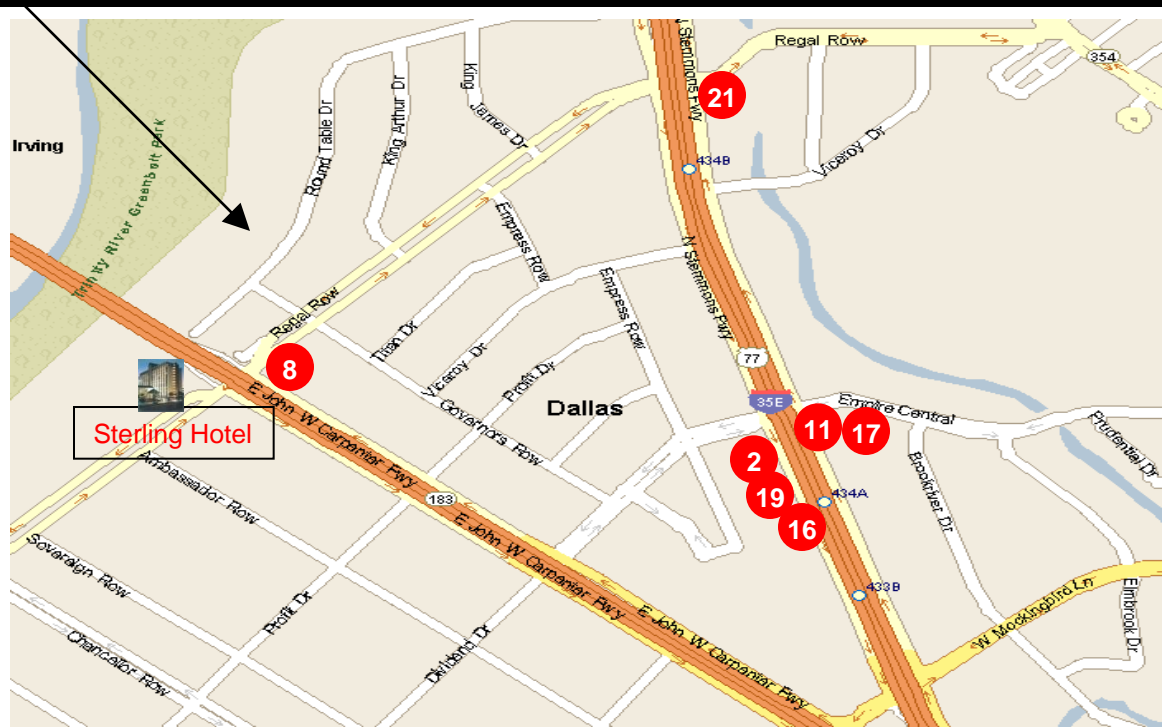 Regal Row
354
N Stemmons Fwy
21
King
James Dr
King Arthur Dr
Round Table Dr
Irving
Trinity River Greenbelt Park
434B
Viceroy Dr
Empress Row
N Stemmons Fwy
Empress Row
Regal Row
Titan Dr
Viceroy Dr
Profit Dr
77
8
35E
Dallas
Empire Central
11
17
Prudential Dr
Sterling Hotel
E John W Carpenter Fwy
Governors Row
2
19
16
434A
Brookriver Dr
Ambassador Row
183
E John W Carpenter Fwy
Sovereign Row
Profit Dr
Dividend Dr
Chancellor Row
E John W Carpenter Fwy
433B
W Mockingbird Ln
Elmbrook Dr